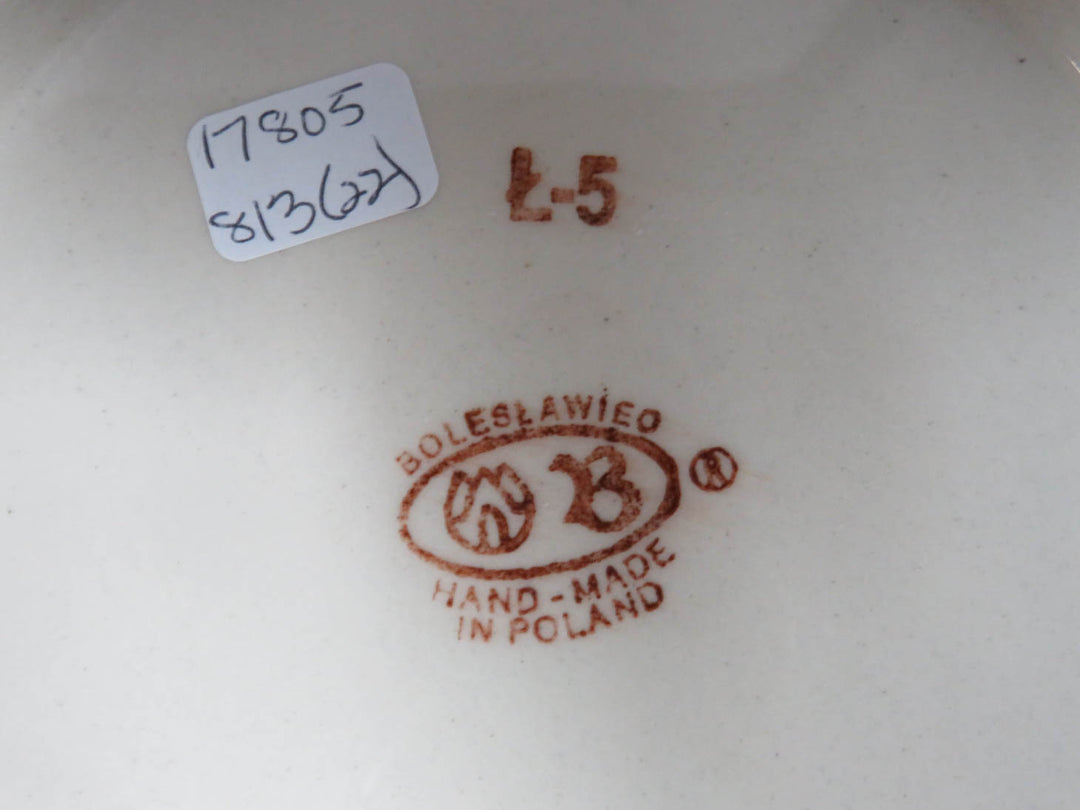 17805
813(22)
Ł-5
BOLESŁAWIEC
B
®
HAND-MADE
IN POLAND